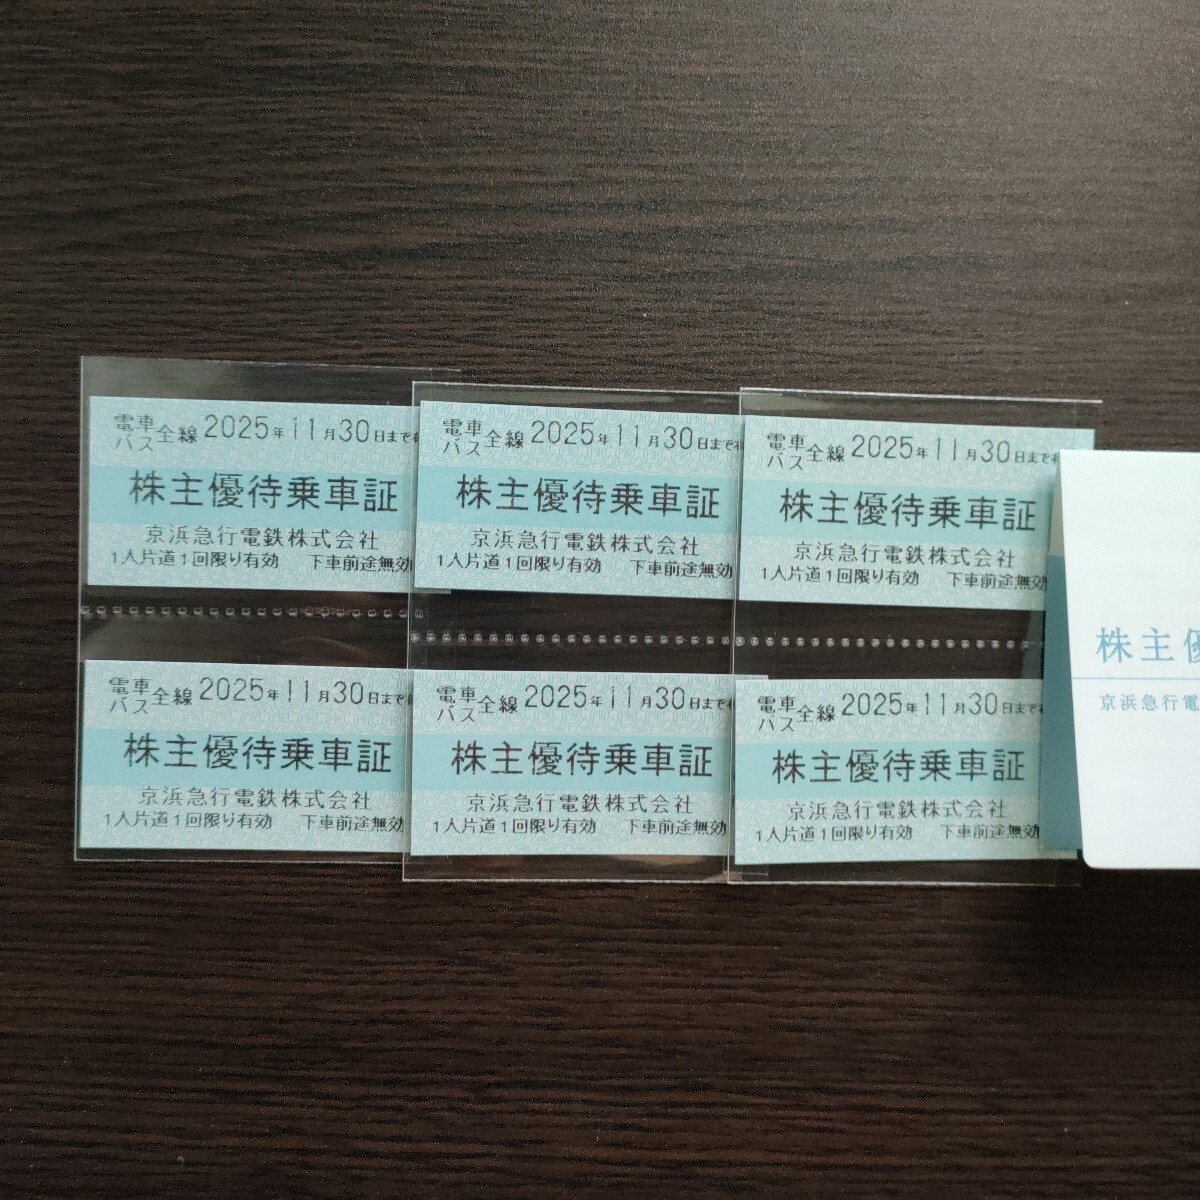 電車
バス 全線 2025年11月30日まで
株主優待乗車証
京浜急行電鉄株式会社
1人片道1回限り有効 下車前途無効
電車
バス 全線 2025年11月30日まで
株主優待乗車証
京浜急行電鉄株式会社
1人片道1回限り有効 下車前途無効
電車
バス 全線 2025年11月30日まで
株主優待乗車証
京浜急行電鉄株式会社
1人片道1回限り有効 下車前途無効
電車
バス 全線 2025年11月30日まで
株主優待乗車証
京浜急行電鉄株式会社
1人片道1回限り有効 下車前途無効
電車
バス 全線 2025年11月30日まで
株主優待乗車証
京浜急行電鉄株式会社
1人片道1回限り有効 下車前途無効
電車
バス 全線 2025年11月30日まで
株主優待乗車証
京浜急行電鉄株式会社
1人片道1回限り有効 下車前途無効
株主優
京浜急行電